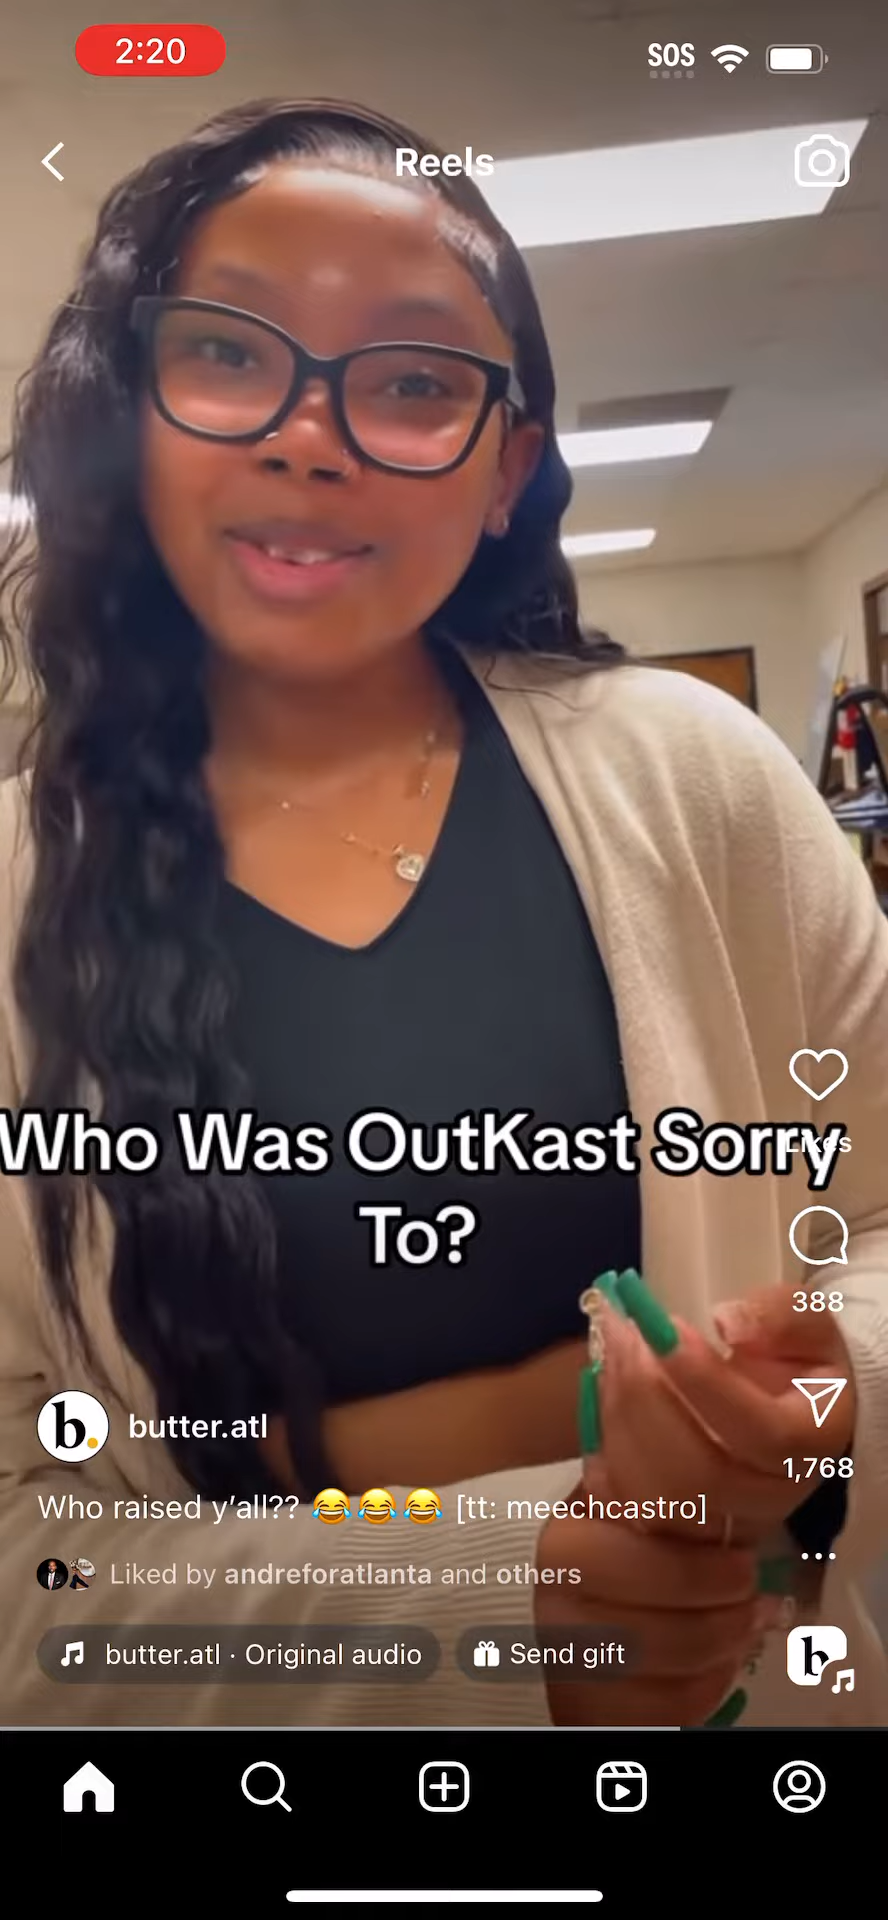 2:20
SOS
Reels
Likes
Who Was OutKast Sorry
To?
388
b.
butter.atl
1,768
Who raised y’all?? 😂😂😂 [tt: meechcastro]
Liked by andreforatlanta and others
butter.atl · Original audio
Send gift
b